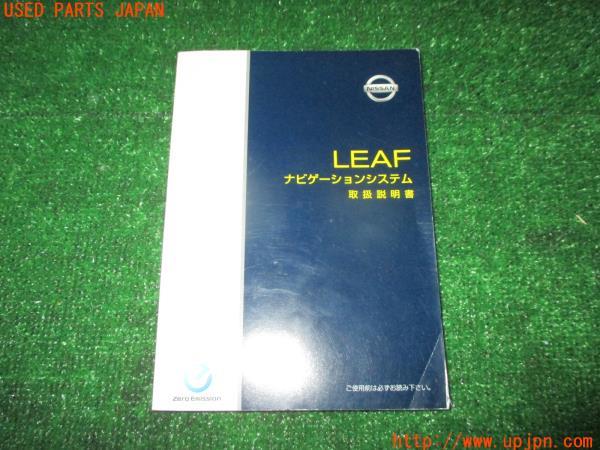 USED PARTS JAPAN
NISSAN
LEAF
ナビゲーションシステム
取扱説明書
Zero Emission
ご使用前は必ずお読み下さい。
http://www.upjpn.com/